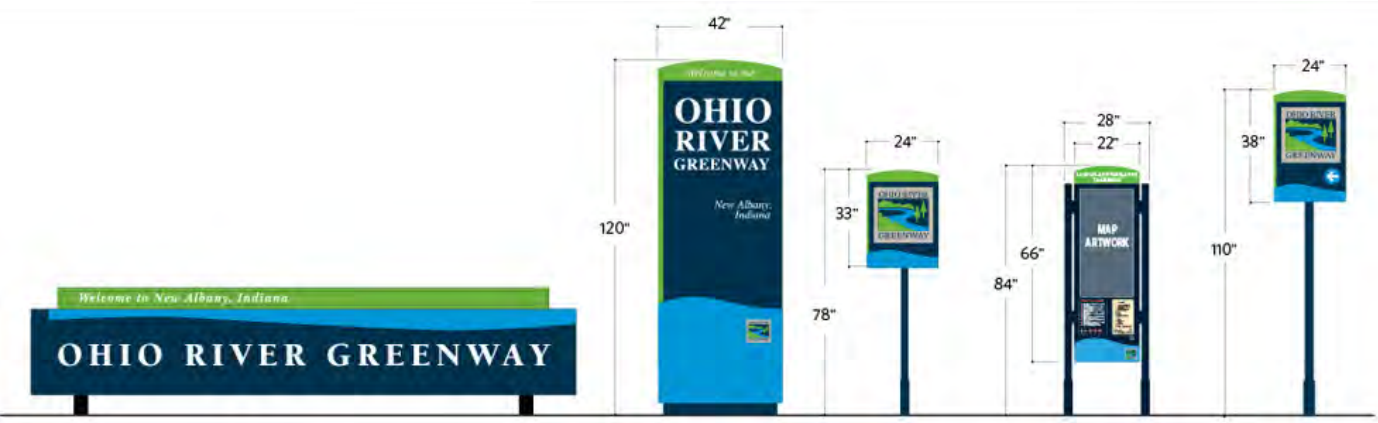 Welcome to New Albany, Indiana
OHIO RIVER GREENWAY
42"
120"
Welcome to the
OHIO
RIVER
GREENWAY
New Albany,
Indiana
24"
33"
78"
OHIO RIVER
GREENWAY
28"
22"
66"
84"
MAP
ARTWORK
24"
38"
110"
OHIO RIVER
GREENWAY